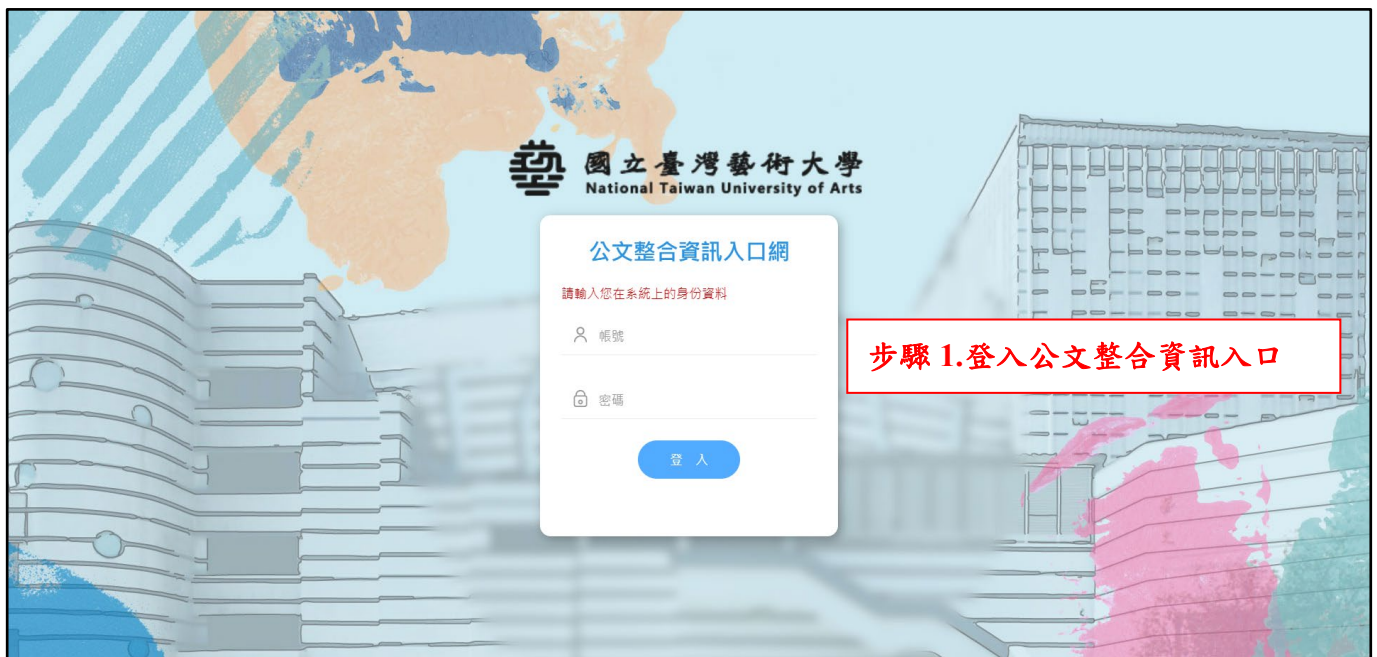 國立臺灣藝術大學
National Taiwan University of Arts
公文整合資訊入口網
請輸入您在系統上的身份資料
帳號
步驟 1.登入公文整合資訊入口
密碼
登 入